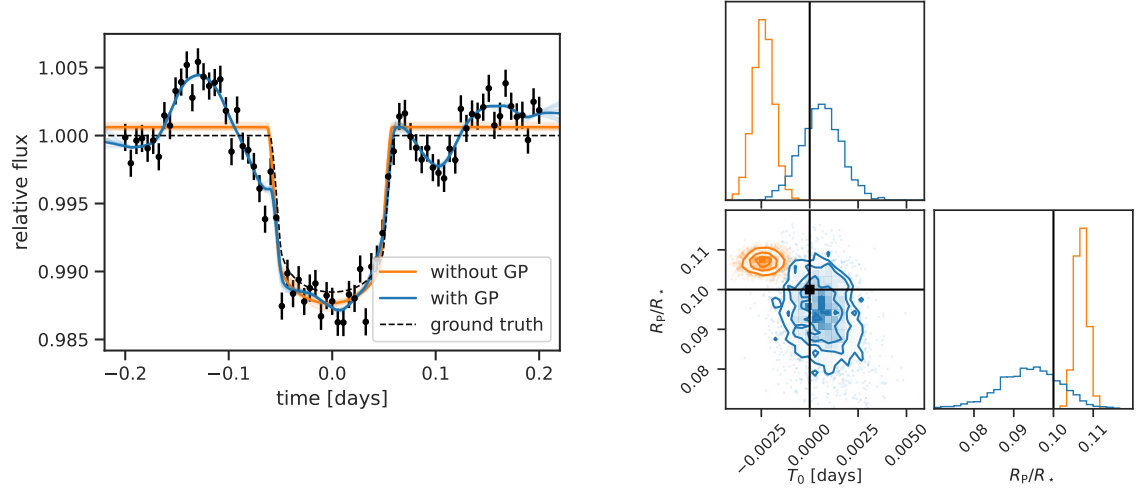 relative flux
1.005
1.000
0.995
0.990
0.985
−0.2
−0.1
0.0
0.1
0.2
time [days]
without GP
with GP
ground truth
R_P/R⋆
0.11
0.10
0.09
0.08
−0.0025
0.0000
0.0025
0.0050
T_0 [days]
0.08
0.09
0.10
0.11
R_P/R⋆